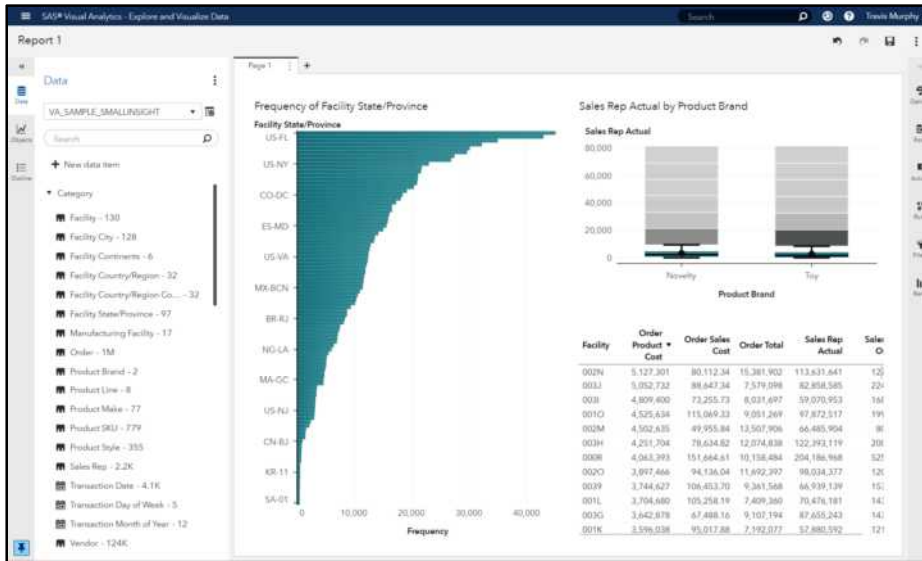 SAS® Visual Analytics - Explore and Visualize Data
Search
Travis Murphy
Report 1
Data
Objects
Outline
Data
VA_SAMPLE_SMALLINSIGHT
Search
New data item
Category
Facility - 130
Facility City - 128
Facility Continents - 6
Facility Country/Region - 32
Facility Country/Region Co... - 32
Facility State/Province - 97
Manufacturing Facility - 17
Order - 1M
Product Brand - 2
Product Line - 8
Product Make - 77
Product SKU - 779
Product Style - 355
Sales Rep - 2.2K
Transaction Date - 4.1K
Transaction Day of Week - 5
Transaction Month of Year - 12
Vendor - 124K
Page 1
Frequency of Facility State/Province
Facility State/Province
US-FL
US-NY
CO-DC
ES-MD
US-VA
MX-BCN
BR-RJ
NG-LA
MA-GC
US-NJ
CN-BJ
KR-11
SA-01
0 10,000 20,000 30,000 40,000
Frequency
Sales Rep Actual by Product Brand
Sales Rep Actual
80,000
60,000
40,000
20,000
0
Novelty Toy
Product Brand
Facility Order Product Cost Order Sales Cost Order Total Sales Rep Actual
002N 5,127,301 80,112.34 15,381,902 113,631,641
003J 5,052,732 88,647.34 7,579,098 82,858,585
003I 4,809,400 73,255.73 8,031,697 59,070,953
001O 4,525,634 115,069.33 9,051,269 97,872,517
002M 4,502,635 49,955.84 13,507,906 66,485,904
003H 4,251,704 78,634.82 12,074,838 122,393,119
000R 4,063,393 151,664.61 10,158,484 204,186,968
002O 3,897,466 94,136.04 11,692,397 98,034,377
0039 3,744,627 106,453.70 9,361,568 66,939,139
001L 3,704,680 105,258.19 7,409,360 70,476,181
003G 3,642,878 67,488.16 9,107,194 87,655,243
001K 3,596,038 95,017.88 7,192,077 57,880,592